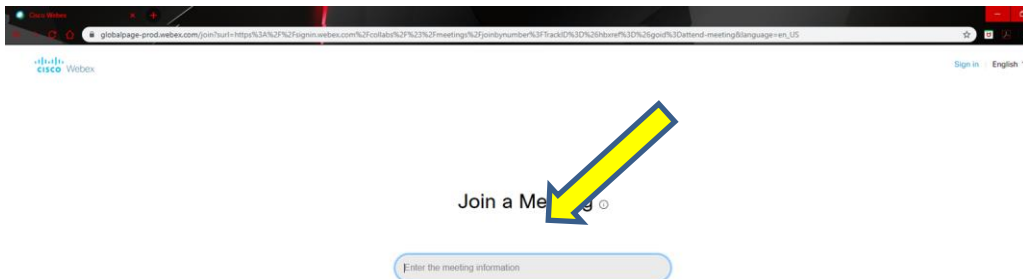 Cisco Webex
globalpage-prod.webex.com/join?surl=https%3A%2F%2Fsignin.webex.com%2Fcollabs%2F%23%2Fmeetings%2Fjoinbynumber%3FTrackID%3D%26hbxref%3D%26goid%3Dattend-meeting&language=en_US
CISCO Webex
Sign in English
Join a
Enter the meeting information